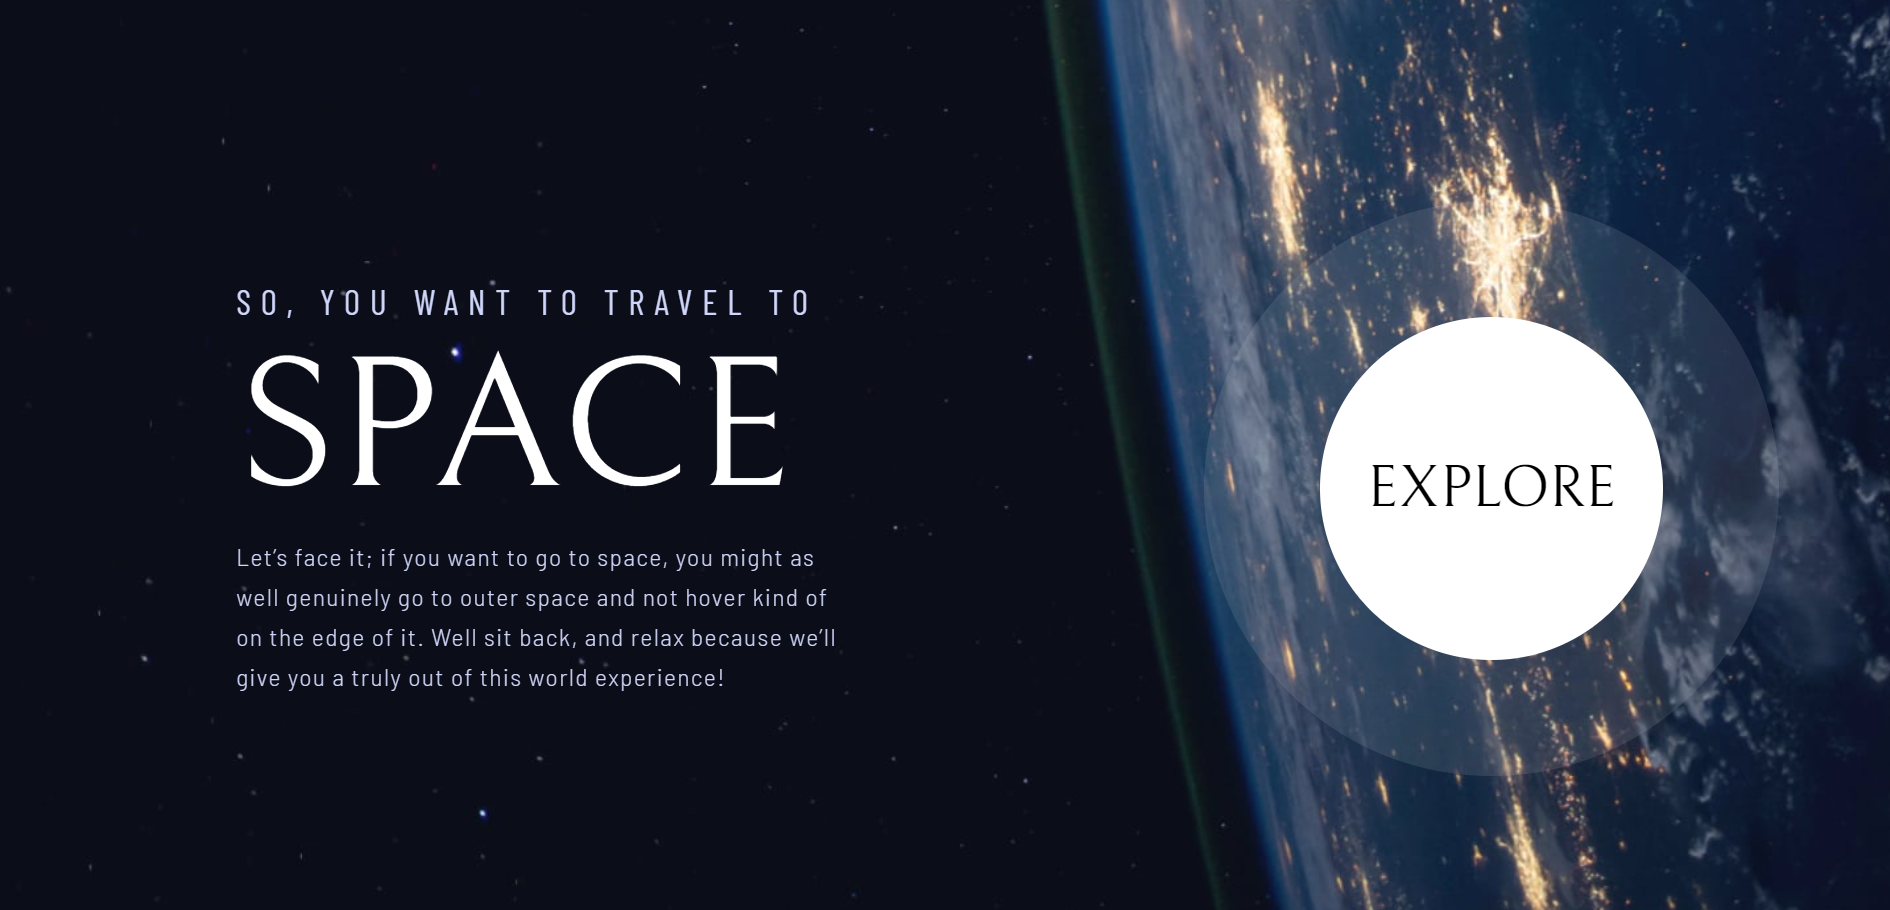 SO, YOU WANT TO TRAVEL TO
SPACE
Let’s face it; if you want to go to space, you might as
well genuinely go to outer space and not hover kind of
on the edge of it. Well sit back, and relax because we’ll
give you a truly out of this world experience!
EXPLORE